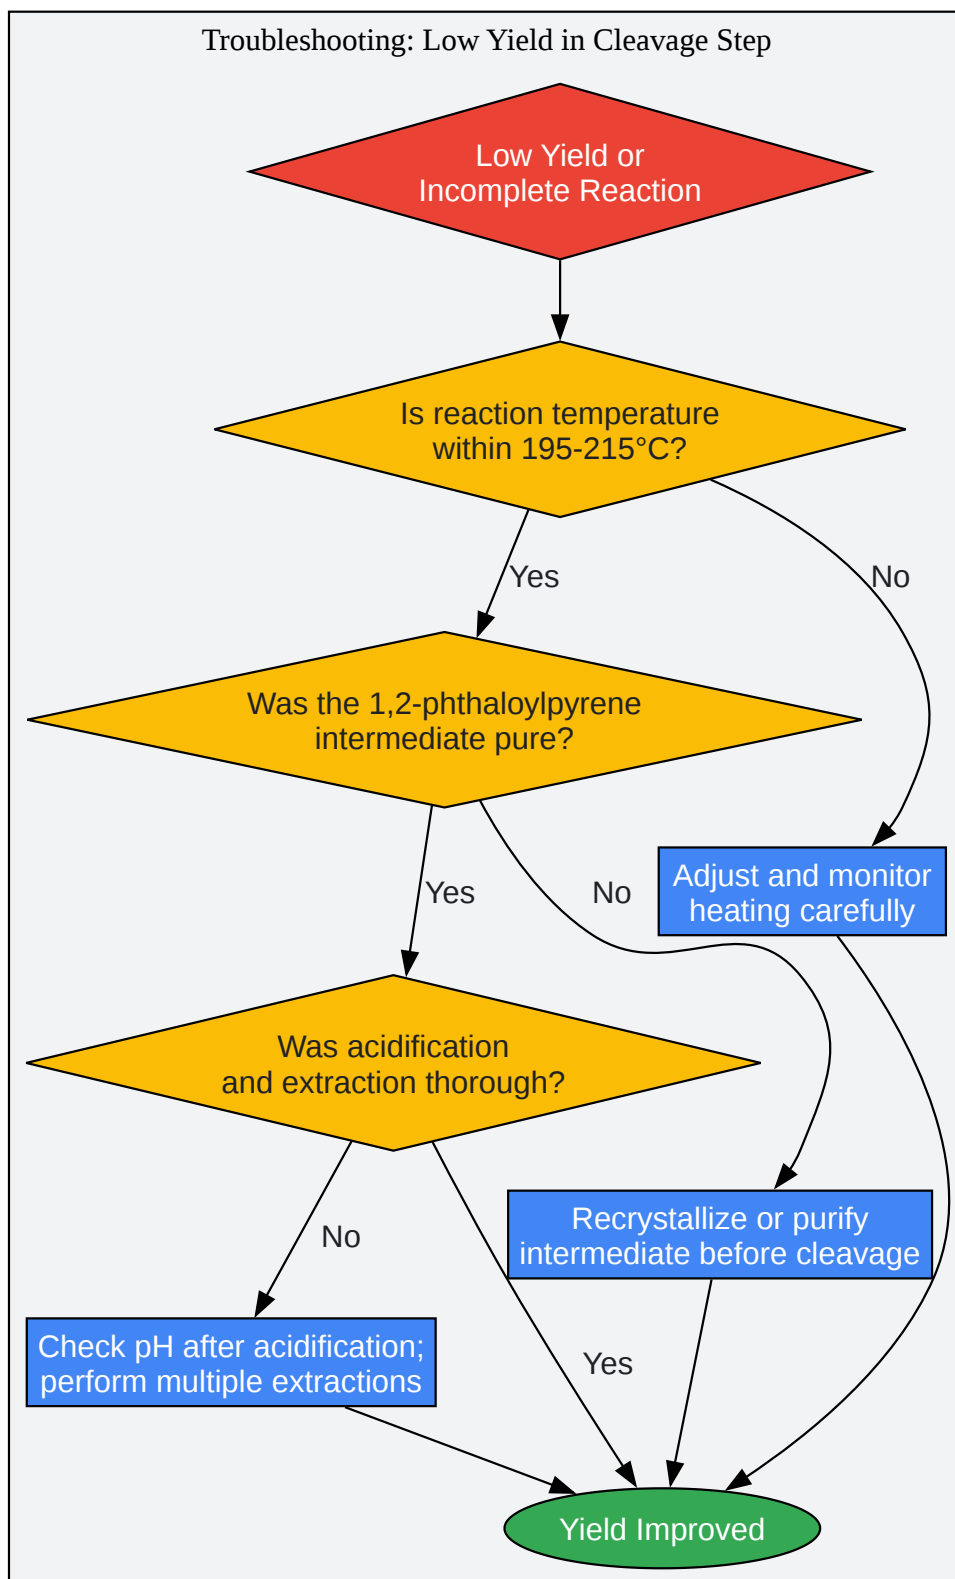 Troubleshooting: Low Yield in Cleavage Step
Low Yield or
Incomplete Reaction
Is reaction temperature
within 195-215°C?
Yes
No
Was the 1,2-phthaloylpyrene
intermediate pure?
Yes
No
Adjust and monitor
heating carefully
Was acidification
and extraction thorough?
No
Recrystallize or purify
intermediate before cleavage
Check pH after acidification;
perform multiple extractions
Yes
Yield Improved